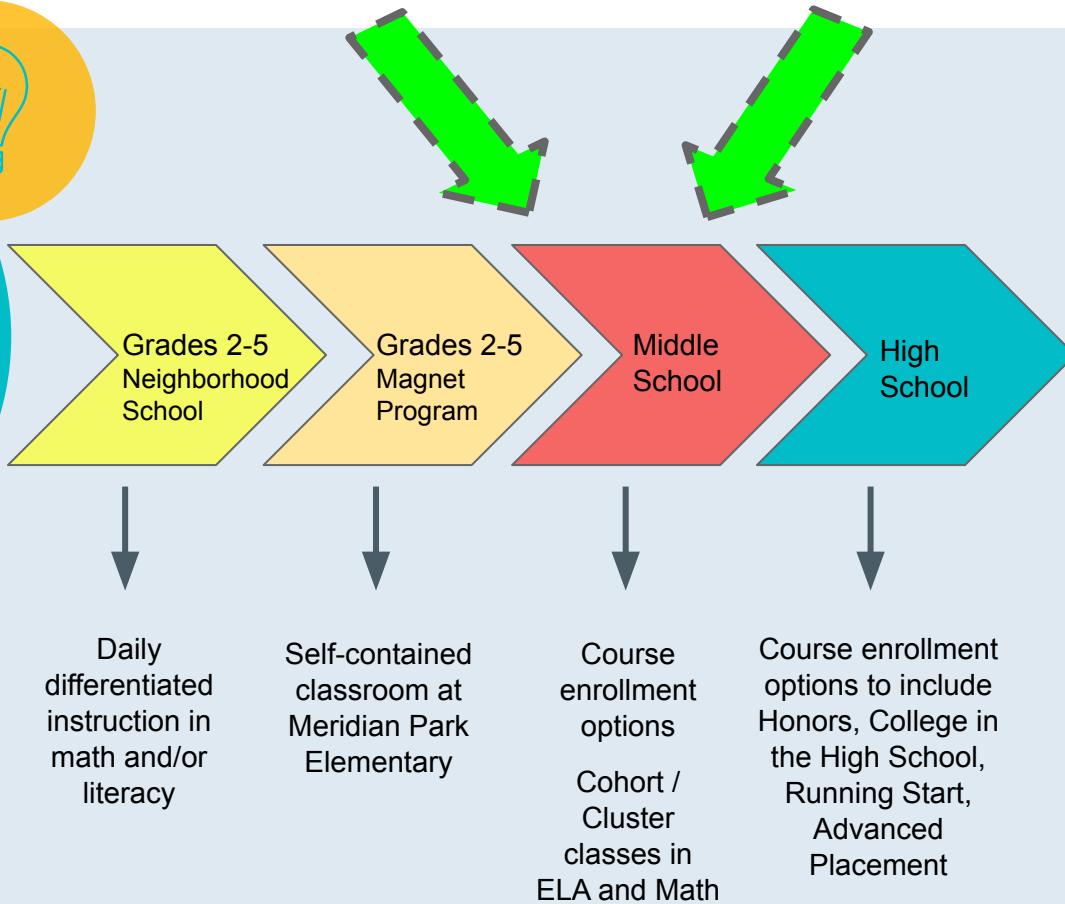 Grades 2-5
Neighborhood
School
Grades 2-5
Magnet
Program
Middle
School
High
School
Daily
differentiated
instruction in
math and/or
literacy
Self-contained
classroom at
Meridian Park
Elementary
Course
enrollment
options
Cohort /
Cluster
classes in
ELA and Math
Course enrollment
options to include
Honors, College in
the High School,
Running Start,
Advanced
Placement